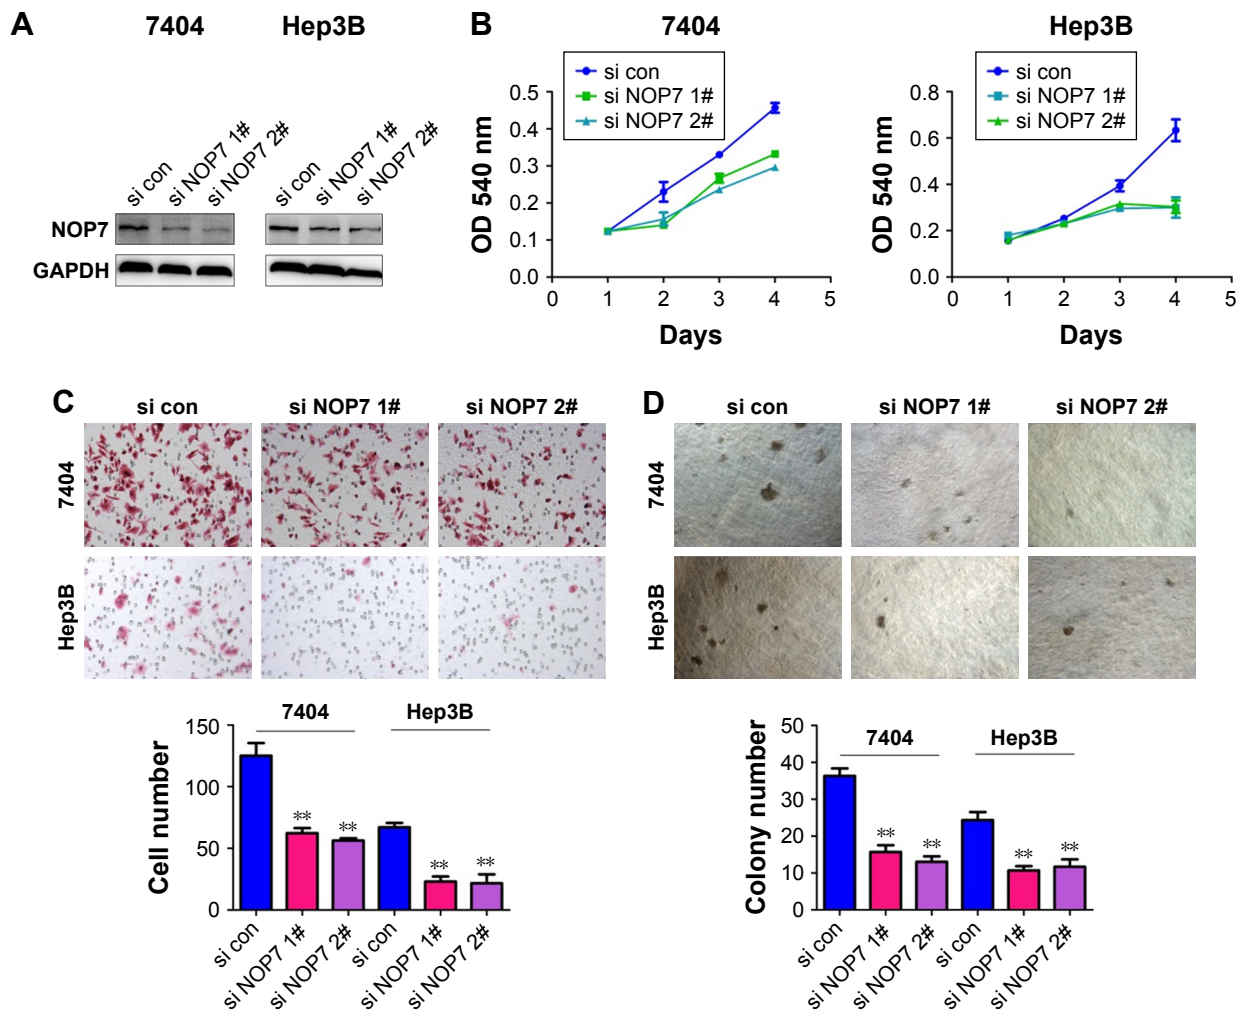 A
7404
Hep3B
si con
si NOP7 1#
si NOP7 2#
si con
si NOP7 1#
si NOP7 2#
NOP7
GAPDH
B
7404
si con
si NOP7 1#
si NOP7 2#
OD 540 nm
0.5
0.4
0.3
0.2
0.1
0.0
0 1 2 3 4 5
Days
Hep3B
si con
si NOP7 1#
si NOP7 2#
OD 540 nm
0.8
0.6
0.4
0.2
0.0
0 1 2 3 4 5
Days
C
si con si NOP7 1# si NOP7 2#
7404
Hep3B
7404 Hep3B
Cell number
150
100
50
0
** ** ** **
si con
si NOP7 1#
si NOP7 2#
si con
si NOP7 1#
si NOP7 2#
D
si con si NOP7 1# si NOP7 2#
7404
Hep3B
7404 Hep3B
Colony number
50
40
30
20
10
0
** ** ** **
si con
si NOP7 1#
si NOP7 2#
si con
si NOP7 1#
si NOP7 2#